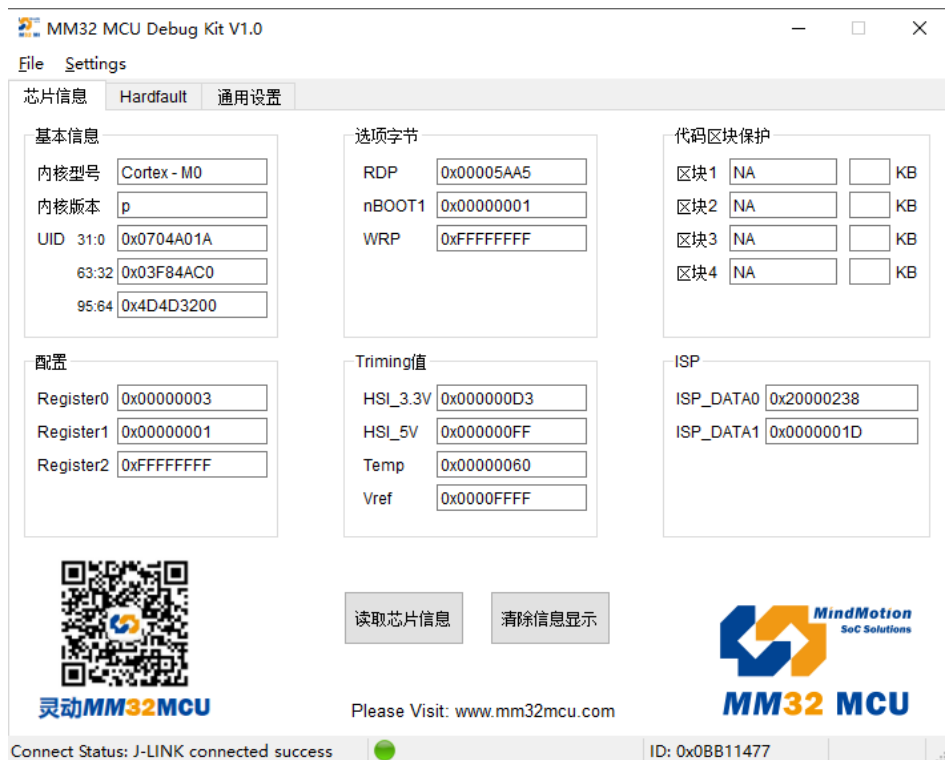 MM32 MCU Debug Kit V1.0
File Settings
芯片信息 Hardfault 通用设置
基本信息
内核型号 Cortex - M0
内核版本 p
UID 31:0 0x0704A01A
63:32 0x03F84AC0
95:64 0x4D4D3200
选项字节
RDP 0x00005AA5
nBOOT1 0x00000001
WRP 0xFFFFFFFF
代码区块保护
区块1 NA KB
区块2 NA KB
区块3 NA KB
区块4 NA KB
配置
Register0 0x00000003
Register1 0x00000001
Register2 0xFFFFFFFF
Triming值
HSI_3.3V 0x000000D3
HSI_5V 0x000000FF
Temp 0x00000060
Vref 0x0000FFFF
ISP
ISP_DATA0 0x20000238
ISP_DATA1 0x0000001D
灵动MM32MCU
读取芯片信息 清除信息显示
Please Visit: www.mm32mcu.com
MindMotion
SoC Solutions
MM32 MCU
Connect Status: J-LINK connected success ID: 0x0BB11477